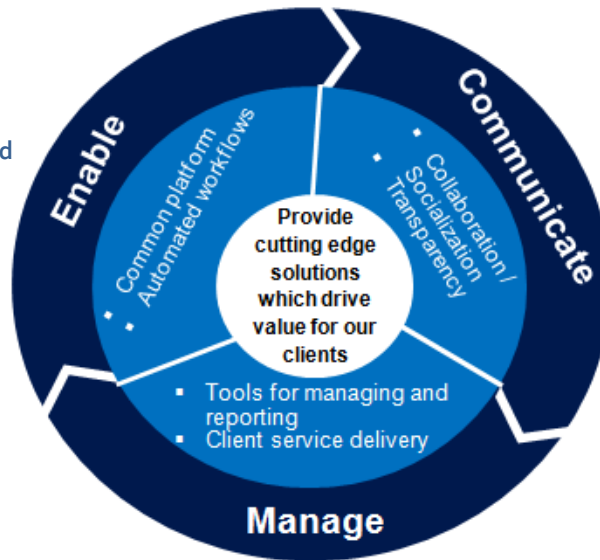 d
Enable
▪ Common platform
▪ Automated workflows
Communicate
▪ Collaboration /
Socialization
▪ Transparency
Provide
cutting edge
solutions
which drive
value for our
clients
▪ Tools for managing and
reporting
▪ Client service delivery
Manage